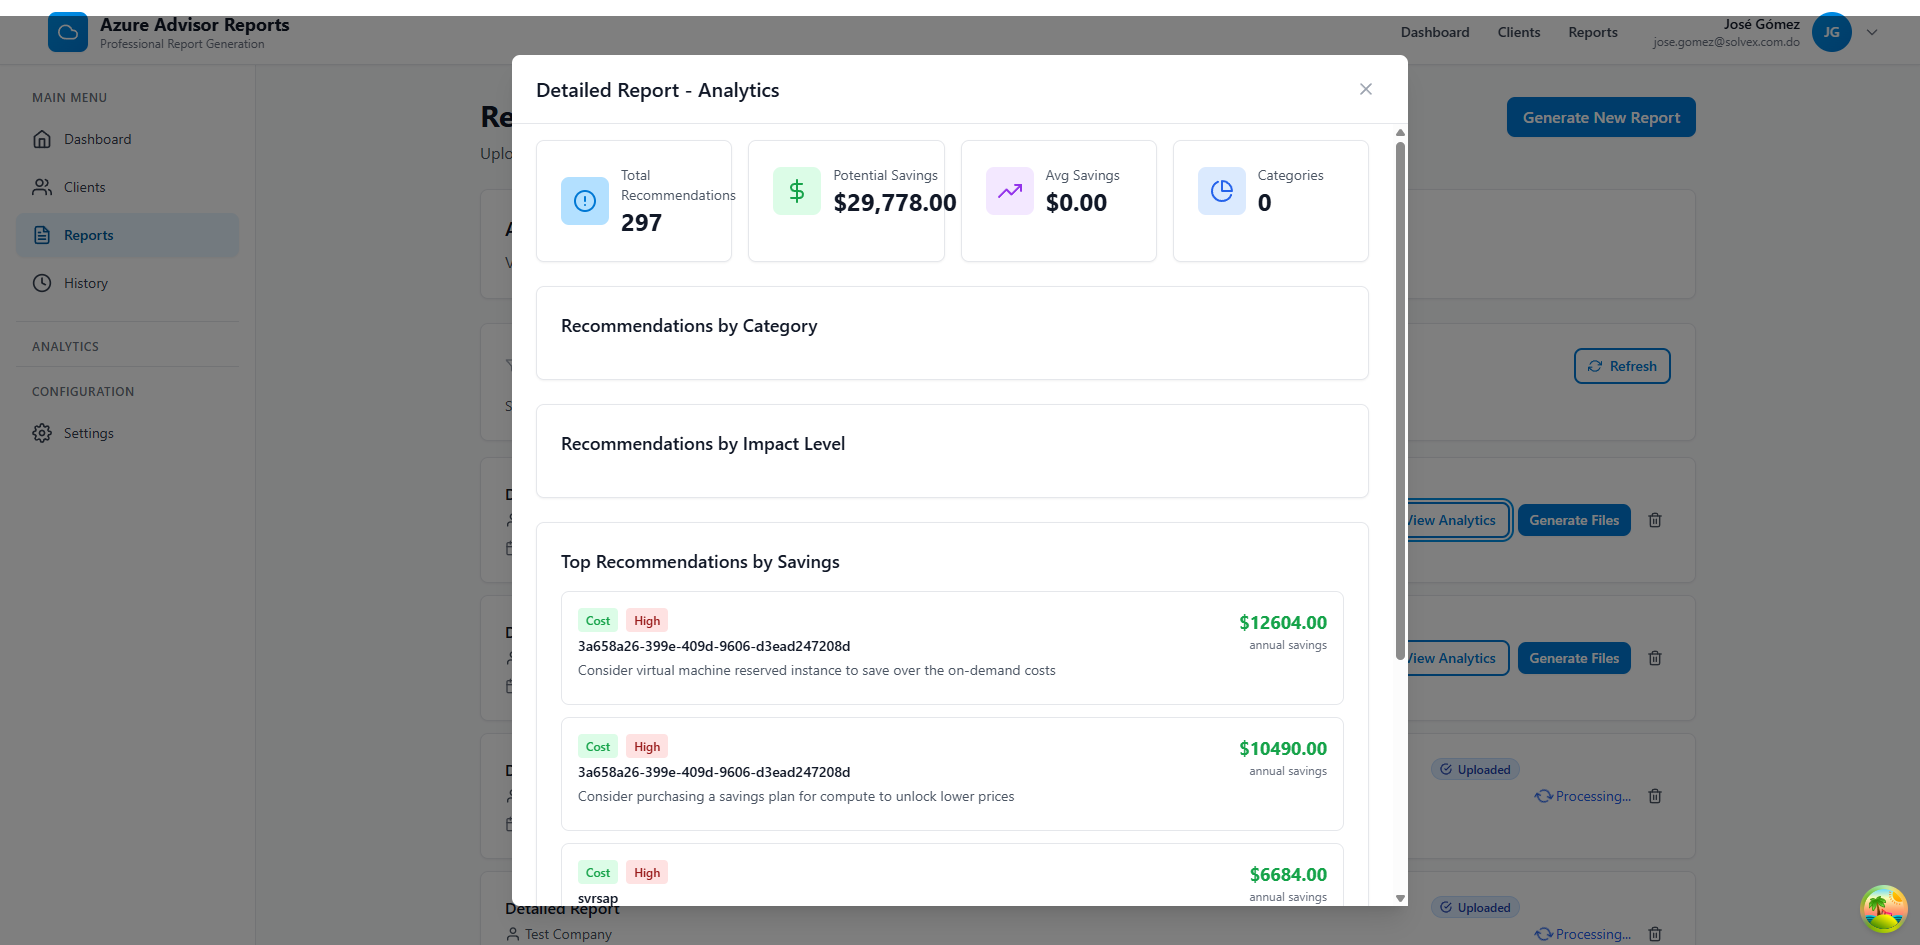 Azure Advisor Reports
Professional Report Generation
Dashboard
Clients
Reports
José Gómez
jose.gomez@solvex.com.do
JG
MAIN MENU
Dashboard
Clients
Reports
History
ANALYTICS
CONFIGURATION
Settings
Re
Uplo
Generate New Report
Refresh
Detailed Report - Analytics
Total
Recommendations
297
Potential Savings
$29,778.00
Avg Savings
$0.00
Categories
0
Recommendations by Category
Recommendations by Impact Level
Top Recommendations by Savings
Cost High
3a658a26-399e-409d-9606-d3ead247208d
Consider virtual machine reserved instance to save over the on-demand costs
$12604.00
annual savings
Cost High
3a658a26-399e-409d-9606-d3ead247208d
Consider purchasing a savings plan for compute to unlock lower prices
$10490.00
annual savings
Cost High
svrsap
$6684.00
annual savings
View Analytics
Generate Files
View Analytics
Generate Files
Uploaded
Processing...
Detailed Report
Test Company
Uploaded
Processing...